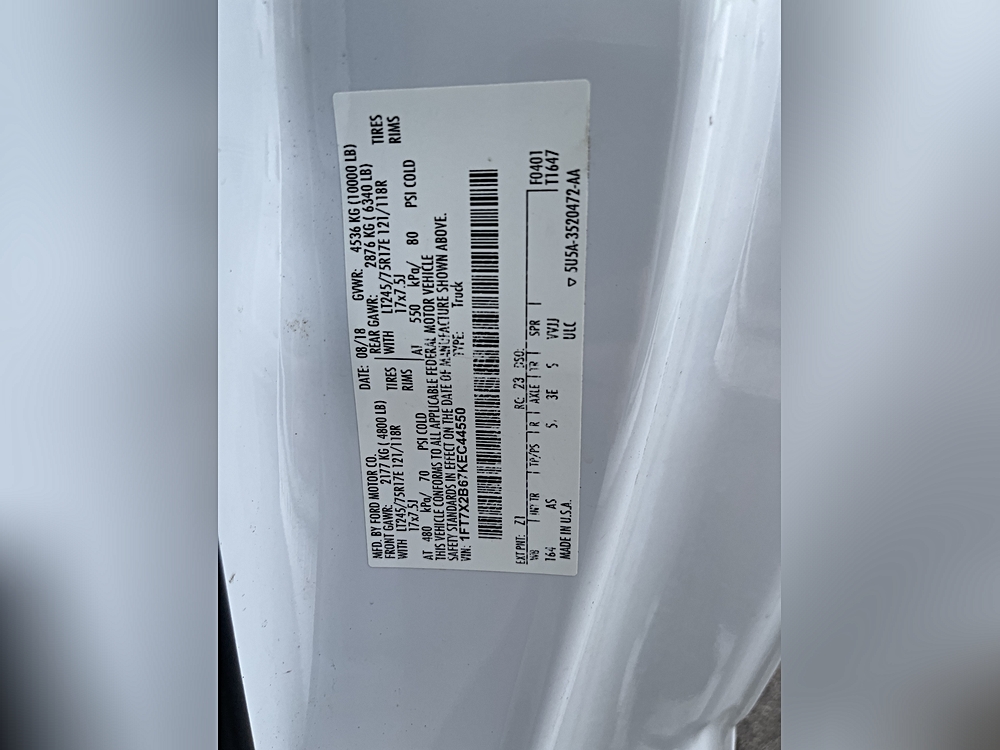 MFD. BY FORD MOTOR CO.
DATE: 08/18 GVWR: 4536 KG (10000 LB)
FRONT GAWR: 2177 KG ( 4800 LB) REAR GAWR: 2876 KG ( 6340 LB)
WITH LT245/75R17E 121/118R TIRES WITH LT245/75R17E 121/118R TIRES
17x7.5J RIMS 17x7.5J RIMS
AT 480 kPa/ 70 PSI COLD AT 550 kPa/ 80 PSI COLD
THIS VEHICLE CONFORMS TO ALL APPLICABLE FEDERAL MOTOR VEHICLE
SAFETY STANDARDS IN EFFECT ON THE DATE OF MANUFACTURE SHOWN ABOVE.
VIN: 1FT7X2B67KEC44550 TYPE: Truck
EXT PNT: Z1 RC: 23 DSO: F0401
WB INT TR TP/PS R AXLE TR SPR T1647
164 AS 5. 3E S VVJJ
MADE IN U.S.A. ULC ▽ 5U5A-3520472-AA